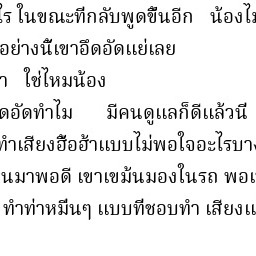 ไร ในขณะที่กลับพูดขึ้นอีก น้องไม
อย่างนี้เขาอึดอัดแย่เลย
า ใช่ไหมน้อง
ดอัดทำไม มีคนดูแลก็ดีแล้วนี
ทำเสียงฮือฮ้าแบบไม่พอใจอะไรบาง
นมาพอดี เขาเขม้นมองในรถ พอเ
ทำท่าหมื่นๆ แบบที่ชอบทำ เสียงแ